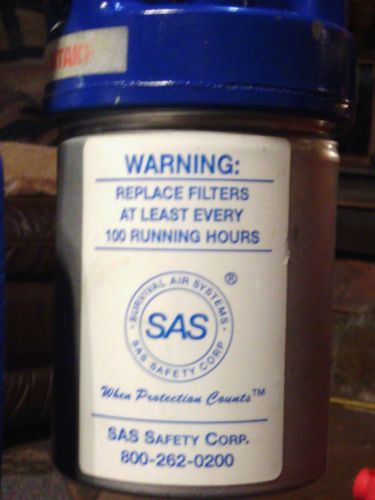 WARNING:
REPLACE FILTERS
AT LEAST EVERY
100 RUNNING HOURS
®
· SURVIVAL AIR SYSTEMS ·
SAS
SAS SAFETY CORP
When Protection Counts™
SAS SAFETY CORP.
800-262-0200